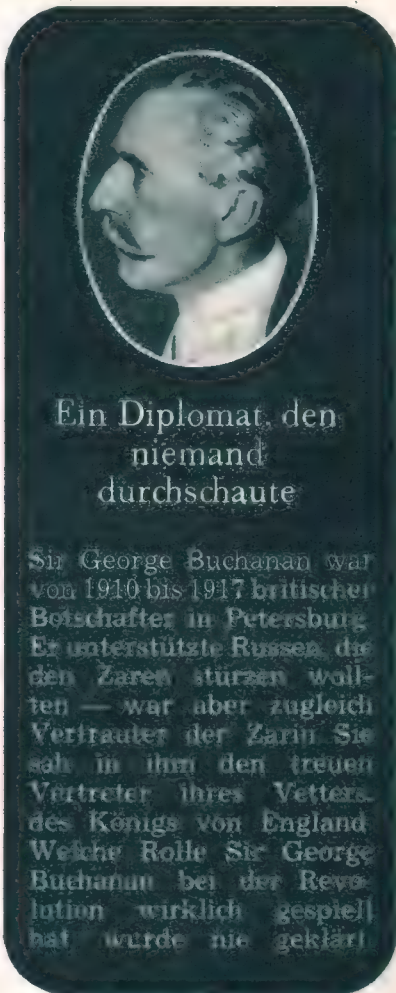 Ein Diplomat, den
niemand
durchschaute
Sir George Buchanan war
von 1910 bis 1917 britischer
Botschafter in Petersburg.
Er unterstützte Russen, die
den Zaren stürzen woll-
ten — war aber zugleich
Vertrauter der Zarin. Sie
sah in ihm den treuen
Vertreter ihres Vetters,
des Königs von England.
Welche Rolle Sir George
Buchanan bei der Revo-
lution wirklich gespielt
hat, wurde nie geklärt.